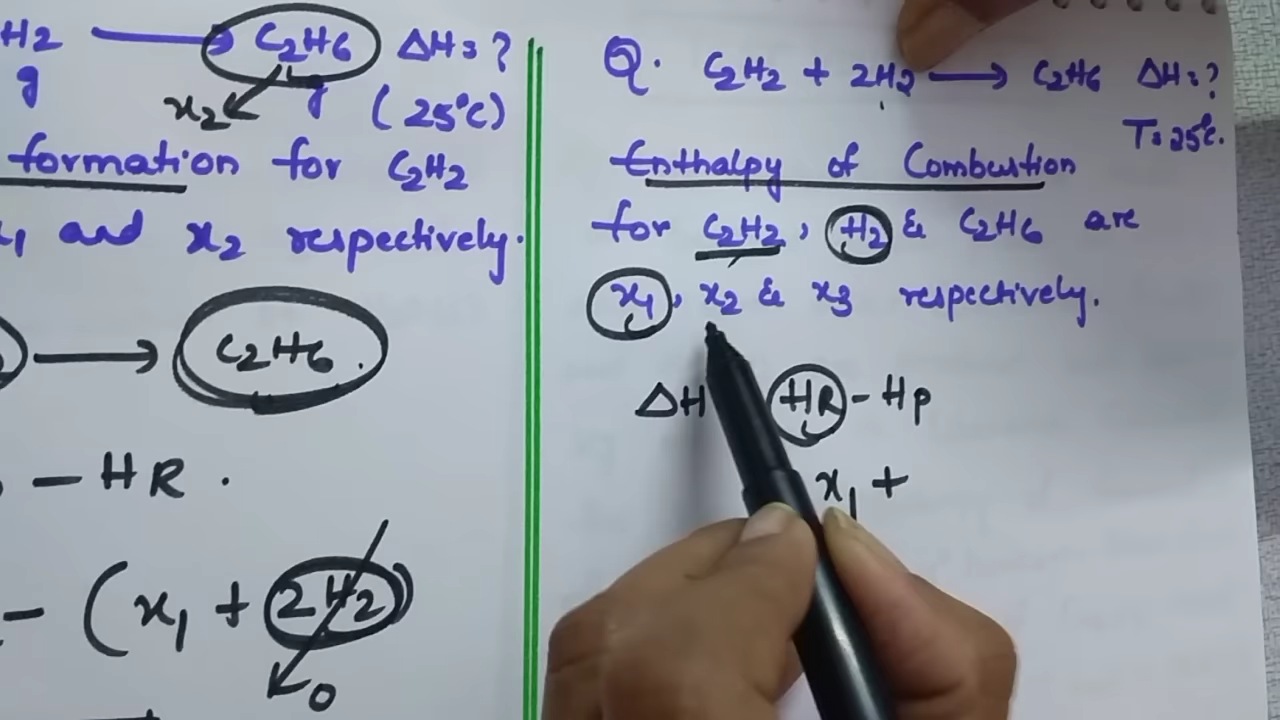 H2 ⟶ C2H6 ΔH=?
g g (25°C)
x2
formation for C2H2
and x2 respectively.
⟶ C2H6.
- HR.
- (x1 + 2H2)
0
Q. C2H2 + 2H2 ⟶ C2H6 ΔH=?
T=25°C.
Enthalpy of Combustion
for C2H2, H2 & C2H6 are
x1, x2 & x3 respectively.
ΔH HR - Hp
x1 +